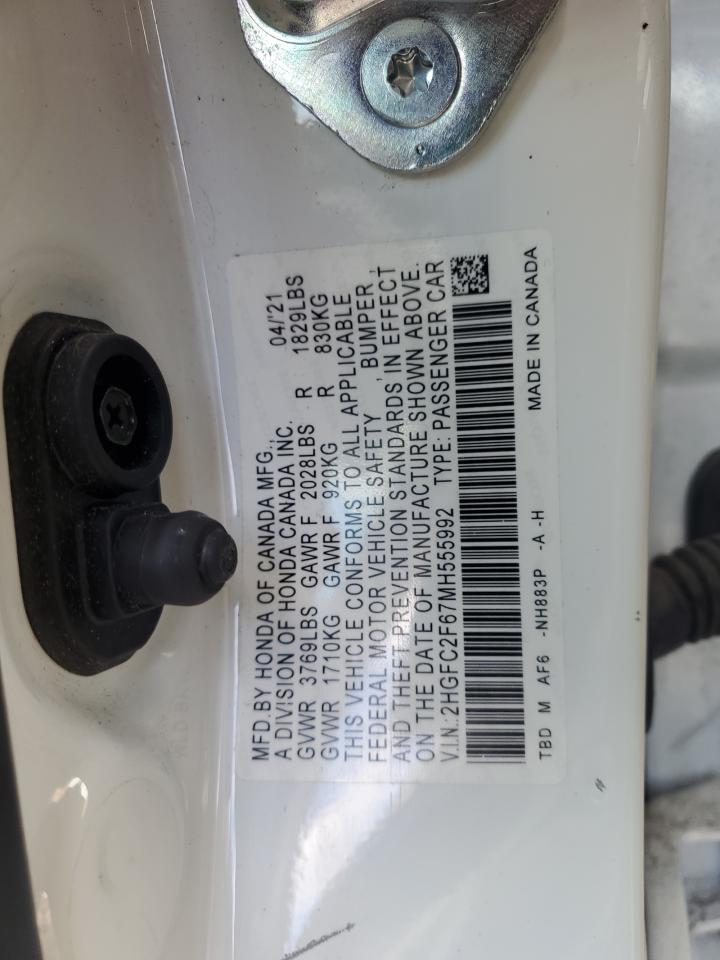 MFD.BY HONDA OF CANADA MFG., 04/'21
A DIVISION OF HONDA CANADA INC.
GVWR 3769LBS GAWR F 2028LBS R 1829LBS
GVWR 1710KG GAWR F 920KG R 830KG
THIS VEHICLE CONFORMS TO ALL APPLICABLE
FEDERAL MOTOR VEHICLE SAFETY , BUMPER ,
AND THEFT PREVENTION STANDARDS IN EFFECT
ON THE DATE OF MANUFACTURE SHOWN ABOVE.
V.I.N.:2HGFC2F67MH555992 TYPE: PASSENGER CAR
TBD M AF6 -NH883P -A -H MADE IN CANADA